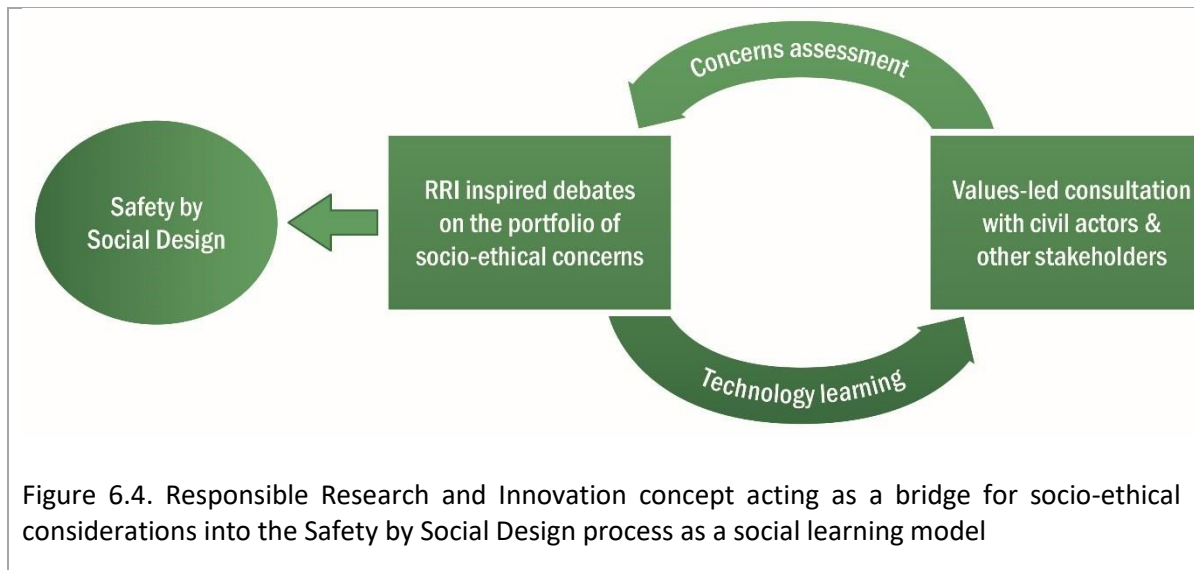 Concerns assessment
Safety by
Social Design
RRI inspired debates
on the portfolio of
socio-ethical concerns
Values-led consultation
with civil actors &
other stakeholders
Technology learning
Figure 6.4. Responsible Research and Innovation concept acting as a bridge for socio-ethical
considerations into the Safety by Social Design process as a social learning model